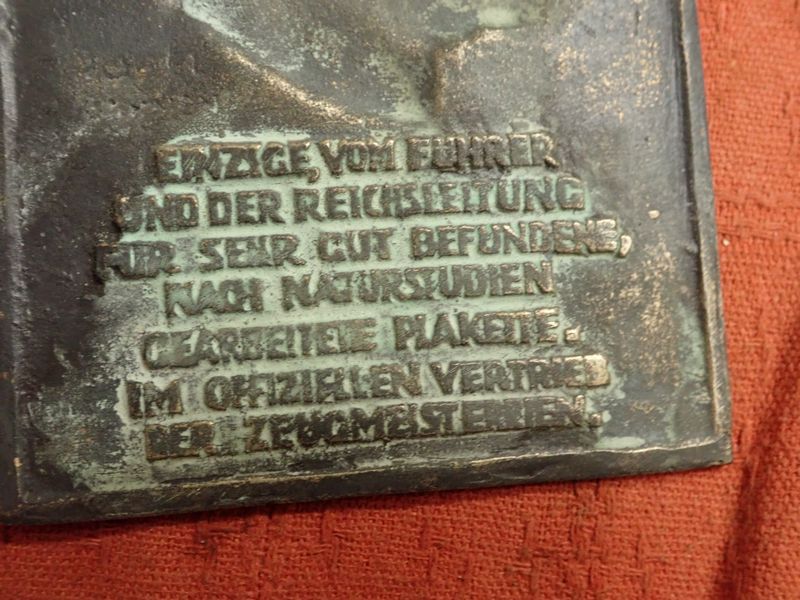 EINZIGE, VOM FÜHRER
UND DER REICHSLEITUNG
FÜR SEHR GUT BEFUNDENE,
NACH NATURSTUDIEN
GEARBEITETE PLAKETTE.
IM OFFIZIELLEN VERTRIEB
DER ZEUGMEISTEREIEN.